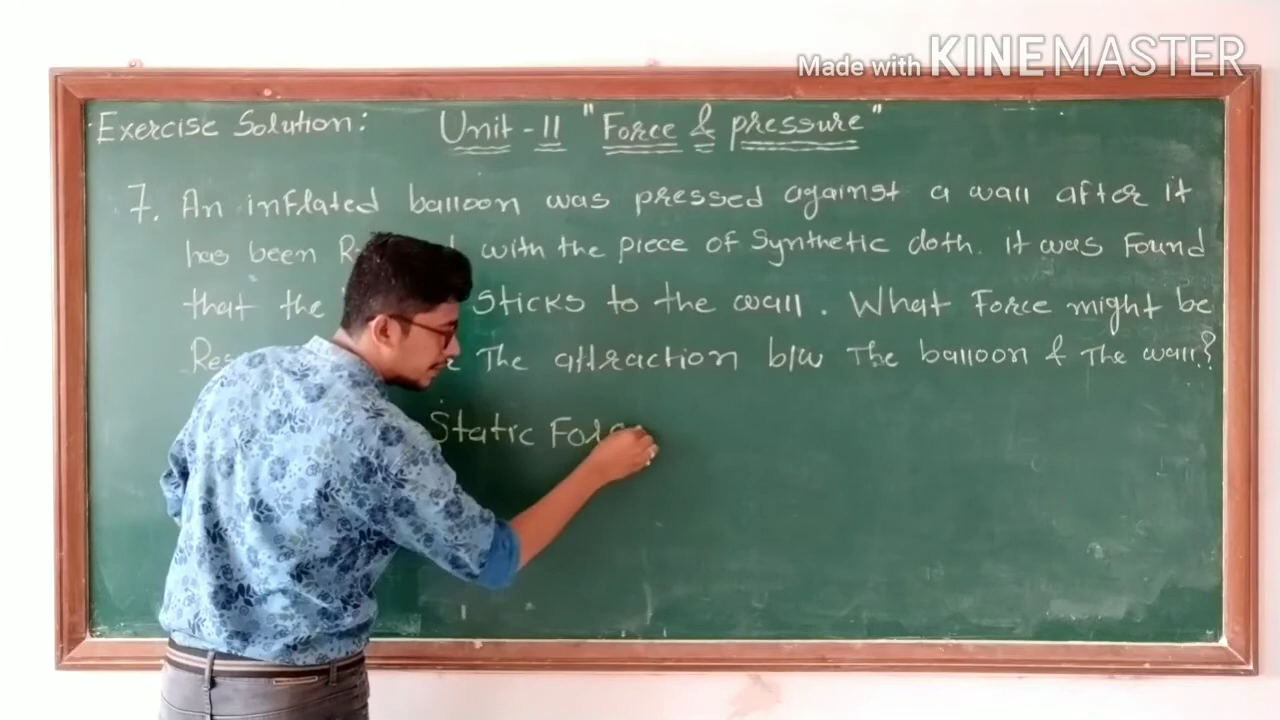 Made with KINEMASTER
Exercise Solution: Unit - 11 "Force & pressure"
7. An inflated balloon was pressed against a wall after it
has been with the piece of Synthetic cloth. it was Found
that the Sticks to the wall. What Force might be
The attraction b/w The balloon & The wall?
Static